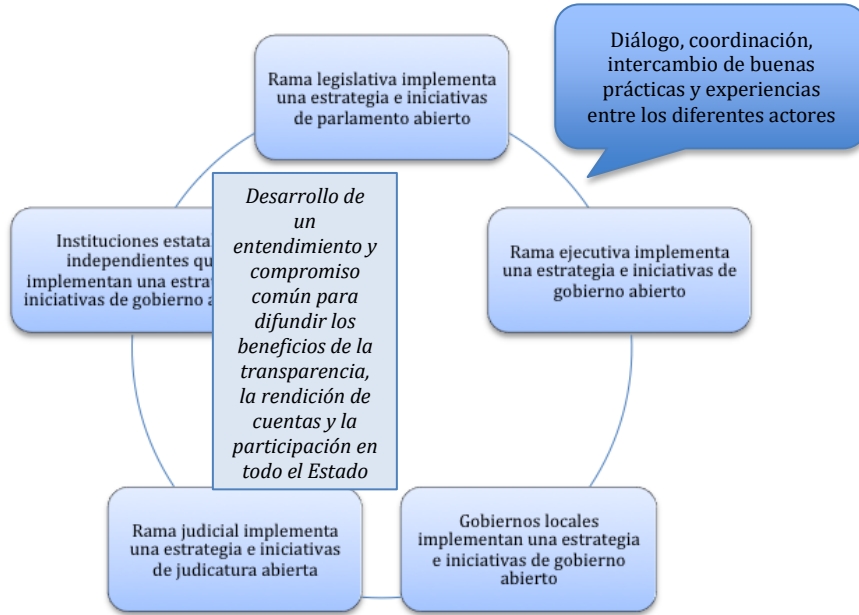 Rama legislativa implementa
una estrategia e iniciativas
de parlamento abierto
Diálogo, coordinación,
intercambio de buenas
prácticas y experiencias
entre los diferentes actores
Rama ejecutiva implementa
una estrategia e iniciativas de
gobierno abierto
Gobiernos locales
implementan una estrategia
e iniciativas de gobierno
abierto
Rama judicial implementa
una estrategia e iniciativas
de judicatura abierta
Instituciones
independientes
implementan una
iniciativas de gobierno
Desarrollo de
un
entendimiento y
compromiso
común para
difundir los
beneficios de la
transparencia,
la rendición de
cuentas y la
participación en
todo el Estado